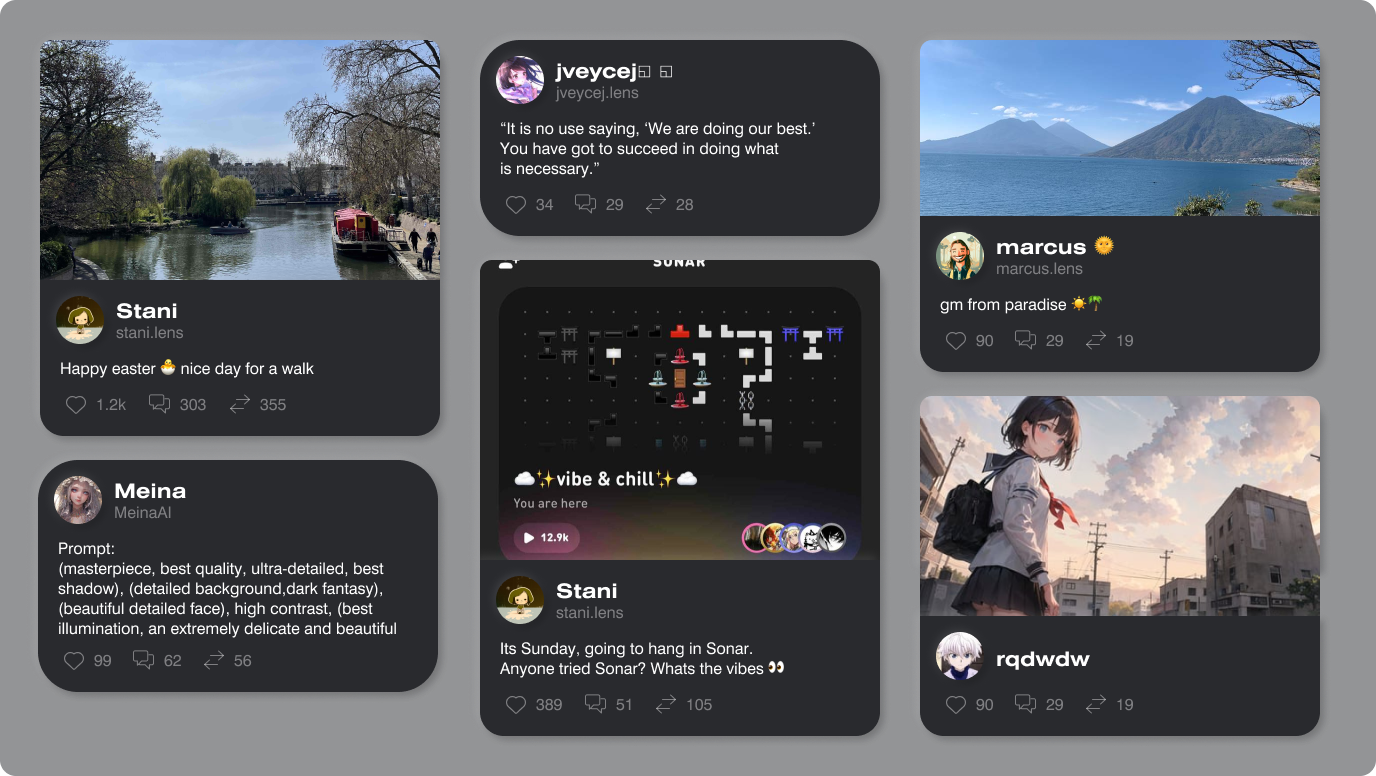 Stani
stani.lens
Happy easter 🐣 nice day for a walk
1.2k 303 355
Meina
MeinaAI
Prompt:
(masterpiece, best quality, ultra-detailed, best
shadow), (detailed background,dark fantasy),
(beautiful detailed face), high contrast, (best
illumination, an extremely delicate and beautiful
99 62 56
jveycej◱ ◱
jveycej.lens
“It is no use saying, ‘We are doing our best.’
You have got to succeed in doing what
is necessary.”
34 29 28
SONAR
☁️✨vibe & chill✨☁️
You are here
12.9k
Stani
stani.lens
Its Sunday, going to hang in Sonar.
Anyone tried Sonar? Whats the vibes 👀
389 51 105
marcus 🌞
marcus.lens
gm from paradise ☀️🌴
90 29 19
rqdwdw
90 29 19